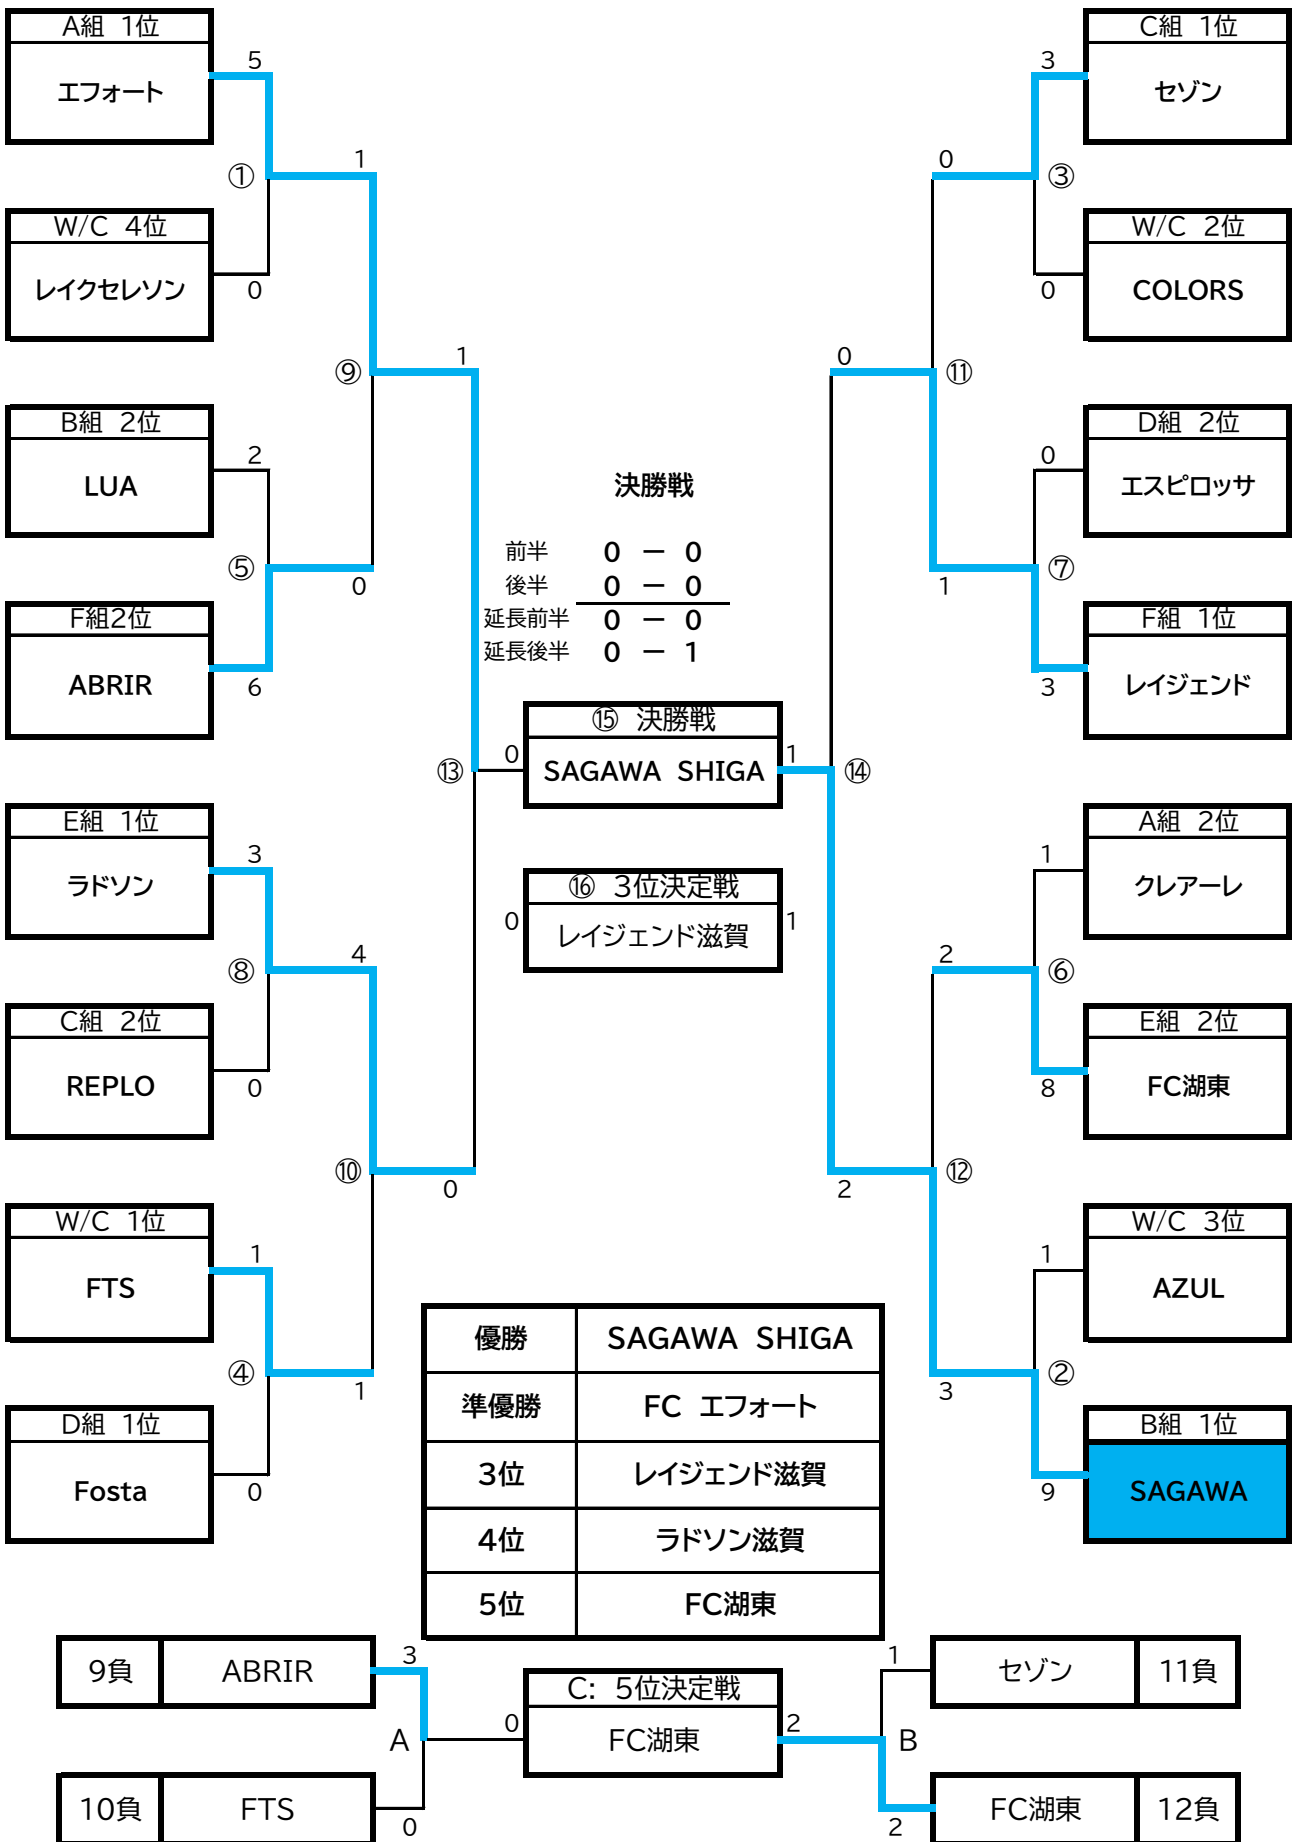 A組 1位
5
エフォート
1
①
W/C 4位
レイクセレソン
0
⑨
1
B組 2位
2
LUA
⑤
0
F組2位
ABRIR
6
⑬
E組 1位
3
ラドソン
4
⑧
C組 2位
REPLO
0
⑩
0
W/C 1位
1
FTS
④
1
D組 1位
Fosta
0
決勝戦
前半 0 － 0
後半 0 － 0
延長前半 0 － 0
延長後半 0 － 1
⑮ 決勝戦
0 SAGAWA SHIGA 1
⑯ 3位決定戦
0 レイジェンド滋賀 1
C組 1位
3
セゾン
0
③
W/C 2位
COLORS
0
0
⑪
D組 2位
0
エスピロッサ
⑦
1
F組 1位
レイジェンド
3
⑭
A組 2位
1
クレアーレ
2
⑥
E組 2位
FC湖東
8
⑫
2
W/C 3位
1
AZUL
②
3
B組 1位
SAGAWA
9
優勝 SAGAWA SHIGA
準優勝 FC エフォート
3位 レイジェンド滋賀
4位 ラドソン滋賀
5位 FC湖東
9負 ABRIR 3
1 セゾン 11負
C: 5位決定戦
0 FC湖東 2
A
B
10負 FTS 0
2 FC湖東 12負